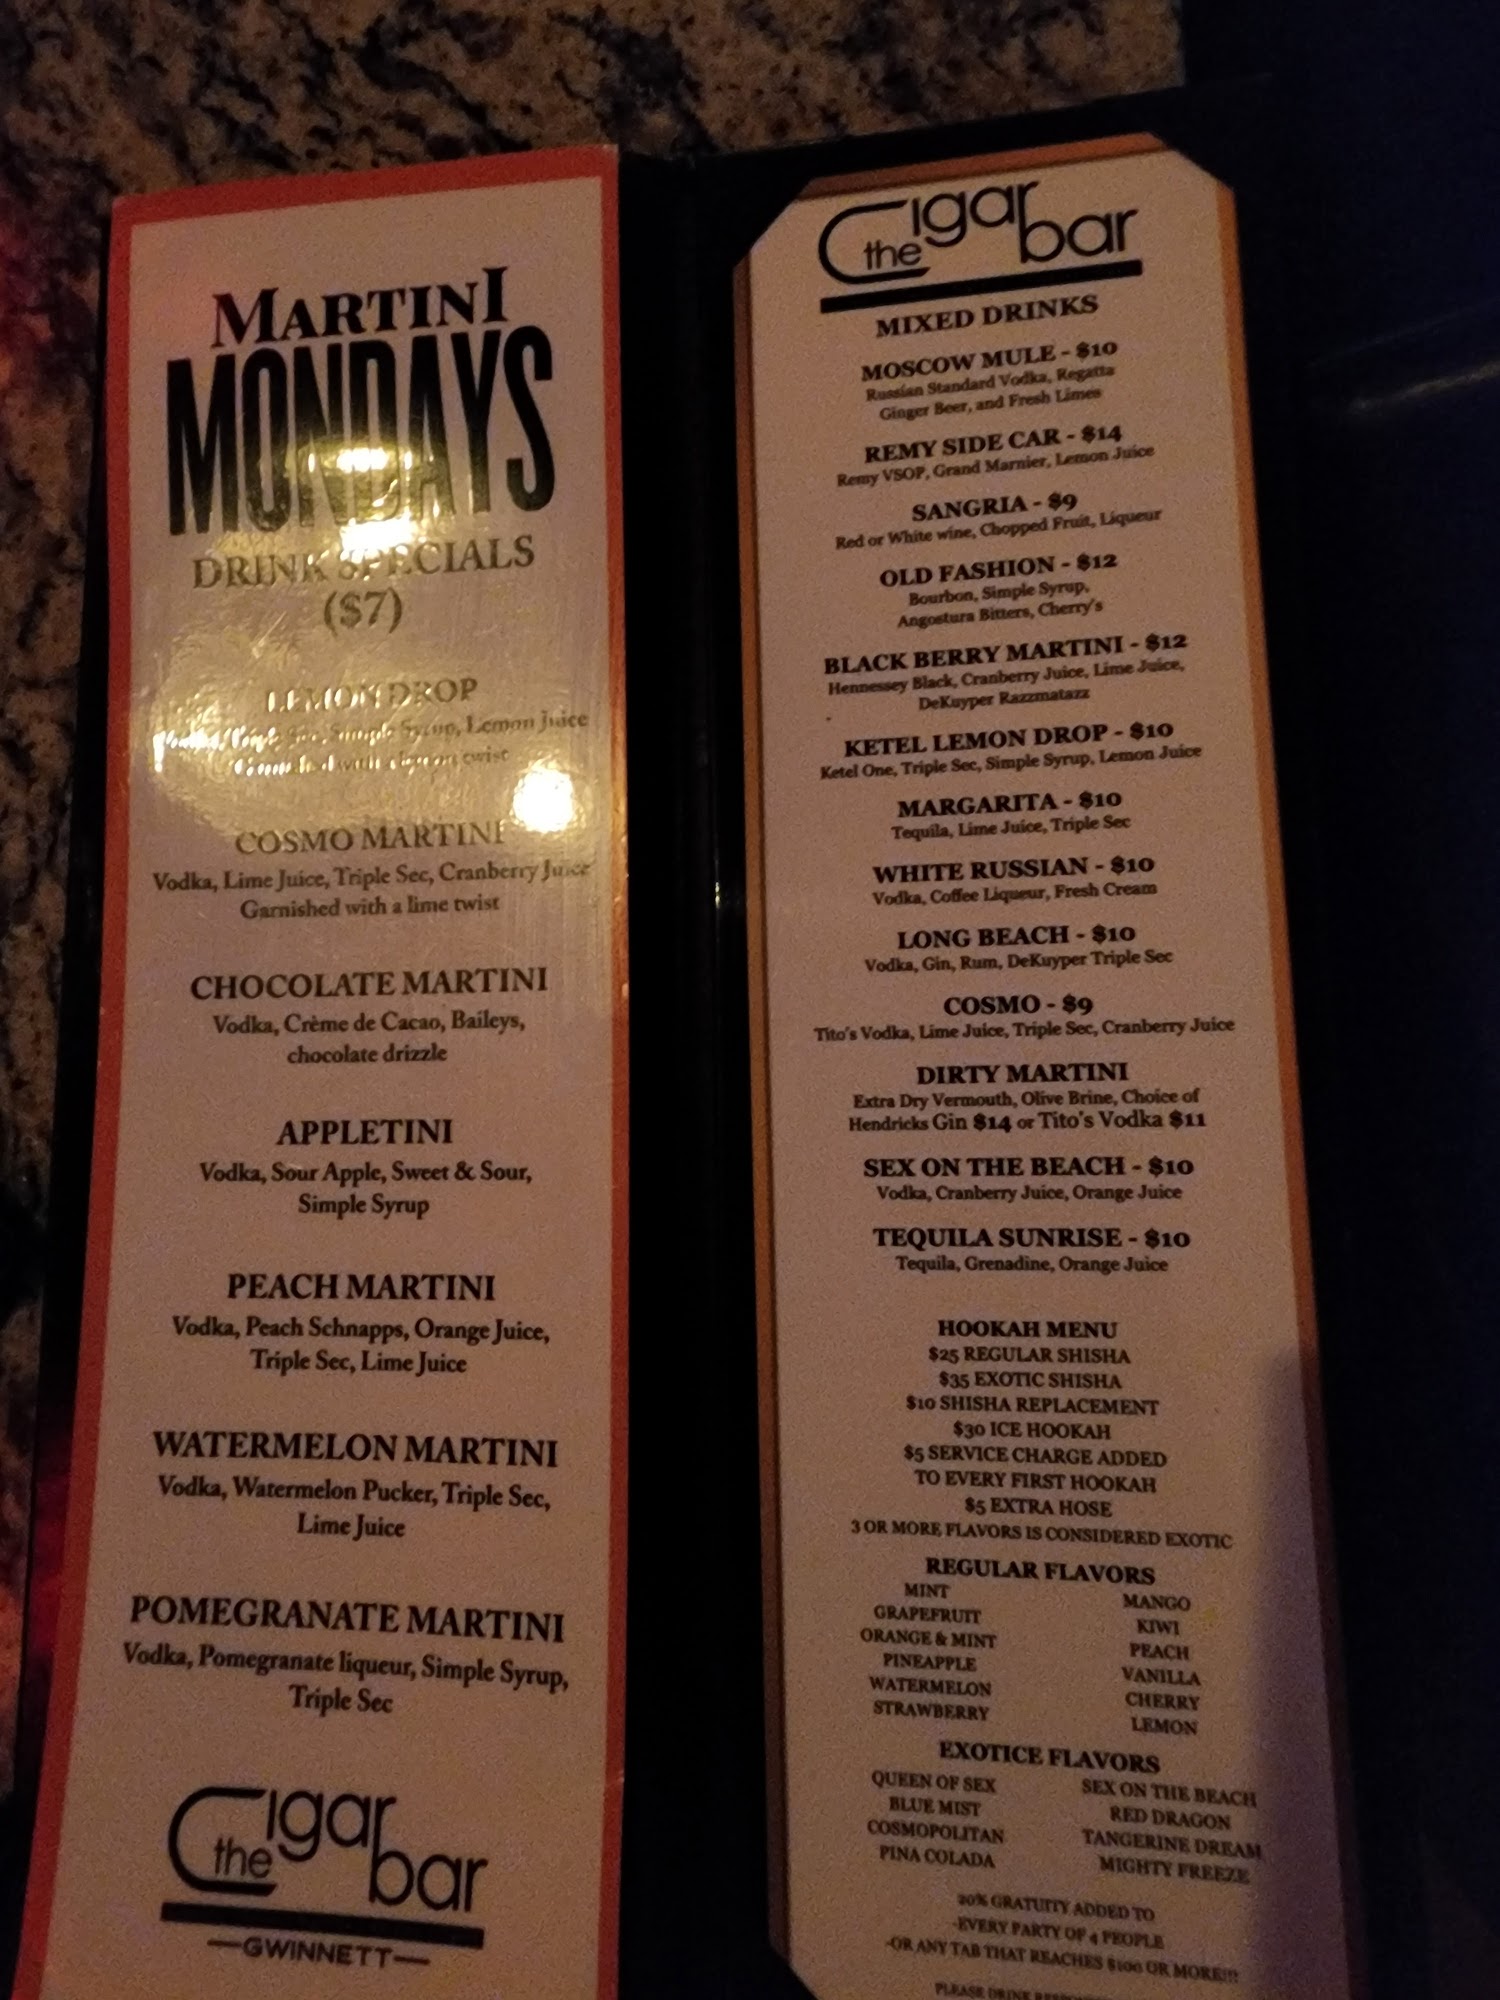 MARTINI
MONDAYS
DRINK SPECIALS
($7)
LEMON DROP
Simple Syrup, Lemon Juice
with a lemon twist
COSMO MARTINI
Vodka, Lime Juice, Triple Sec, Cranberry Juice
Garnished with a lime twist
CHOCOLATE MARTINI
Vodka, Crème de Cacao, Baileys,
chocolate drizzle
APPLETINI
Vodka, Sour Apple, Sweet & Sour,
Simple Syrup
PEACH MARTINI
Vodka, Peach Schnapps, Orange Juice,
Triple Sec, Lime Juice
WATERMELON MARTINI
Vodka, Watermelon Pucker, Triple Sec,
Lime Juice
POMEGRANATE MARTINI
Vodka, Pomegranate liqueur, Simple Syrup,
Triple Sec
the Cigar bar
—GWINNETT—
the Cigar bar
MIXED DRINKS
MOSCOW MULE - $10
Russian Standard Vodka, Regatta
Ginger Beer, and Fresh Limes
REMY SIDE CAR - $14
Remy VSOP, Grand Marnier, Lemon Juice
SANGRIA - $9
Red or White wine, Chopped Fruit, Liqueur
OLD FASHION - $12
Bourbon, Simple Syrup,
Angostura Bitters, Cherry's
BLACK BERRY MARTINI - $12
Hennessey Black, Cranberry Juice, Lime Juice,
DeKuyper Razzmatazz
KETEL LEMON DROP - $10
Ketel One, Triple Sec, Simple Syrup, Lemon Juice
MARGARITA - $10
Tequila, Lime Juice, Triple Sec
WHITE RUSSIAN - $10
Vodka, Coffee Liqueur, Fresh Cream
LONG BEACH - $10
Vodka, Gin, Rum, DeKuyper Triple Sec
COSMO - $9
Tito's Vodka, Lime Juice, Triple Sec, Cranberry Juice
DIRTY MARTINI
Extra Dry Vermouth, Olive Brine, Choice of
Hendricks Gin $14 or Tito's Vodka $11
SEX ON THE BEACH - $10
Vodka, Cranberry Juice, Orange Juice
TEQUILA SUNRISE - $10
Tequila, Grenadine, Orange Juice
HOOKAH MENU
$25 REGULAR SHISHA
$35 EXOTIC SHISHA
$10 SHISHA REPLACEMENT
$30 ICE HOOKAH
$5 SERVICE CHARGE ADDED
TO EVERY FIRST HOOKAH
$5 EXTRA HOSE
3 OR MORE FLAVORS IS CONSIDERED EXOTIC
REGULAR FLAVORS
MINT MANGO
GRAPEFRUIT KIWI
ORANGE & MINT PEACH
PINEAPPLE VANILLA
WATERMELON CHERRY
STRAWBERRY LEMON
EXOTICE FLAVORS
QUEEN OF SEX SEX ON THE BEACH
BLUE MIST RED DRAGON
COSMOPOLITAN TANGERINE DREAM
PINA COLADA MIGHTY FREEZE
20% GRATUITY ADDED TO
-EVERY PARTY OF 4 PEOPLE
-OR ANY TAB THAT REACHES $100 OR MORE!!!
PLEASE DRINK